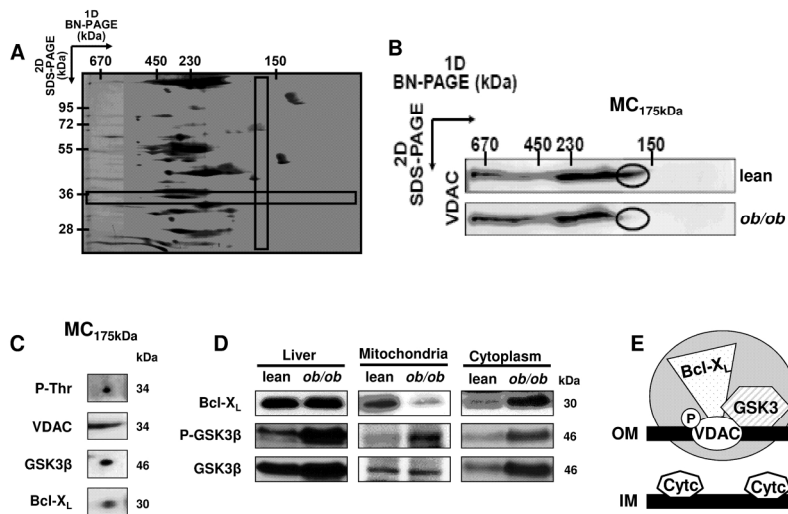 A
1D
BN-PAGE
(kDa)
2D
SDS-PAGE
(kDa)
670 450 230 150
95
72
55
36
28
B
1D
BN-PAGE (kDa)
2D
SDS-PAGE
MC175kDa
670 450 230 150
VDAC
lean
ob/ob
C
MC175kDa
kDa
P-Thr 34
VDAC 34
GSK3β 46
Bcl-XL 30
D
Liver Mitochondria Cytoplasm
lean ob/ob lean ob/ob lean ob/ob kDa
Bcl-XL 30
P-GSK3β 46
GSK3β 46
E
Bcl-XL
GSK3
P
OM VDAC
Cytc Cytc
IM